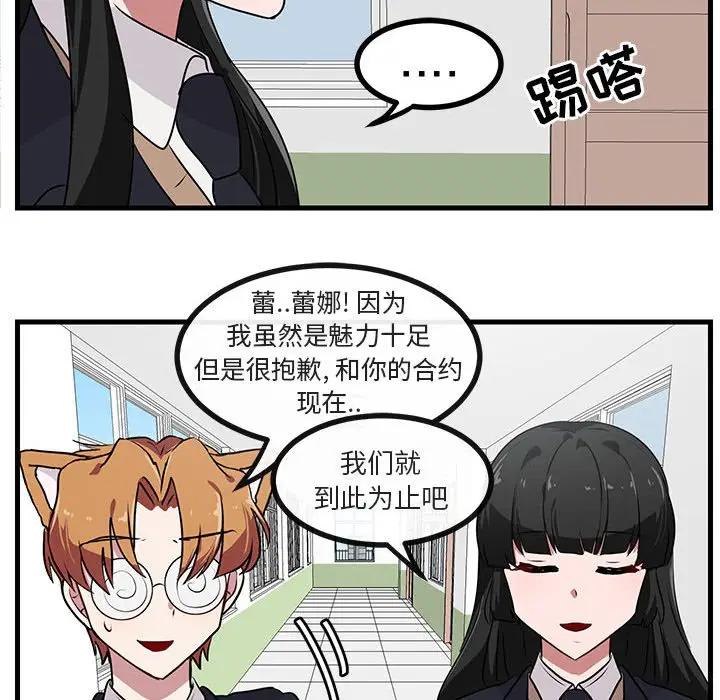 ....
踢嗒
蕾..蕾娜! 因为
我虽然是魅力十足
但是很抱歉, 和你的合约
现在..
我们就
到此为止吧